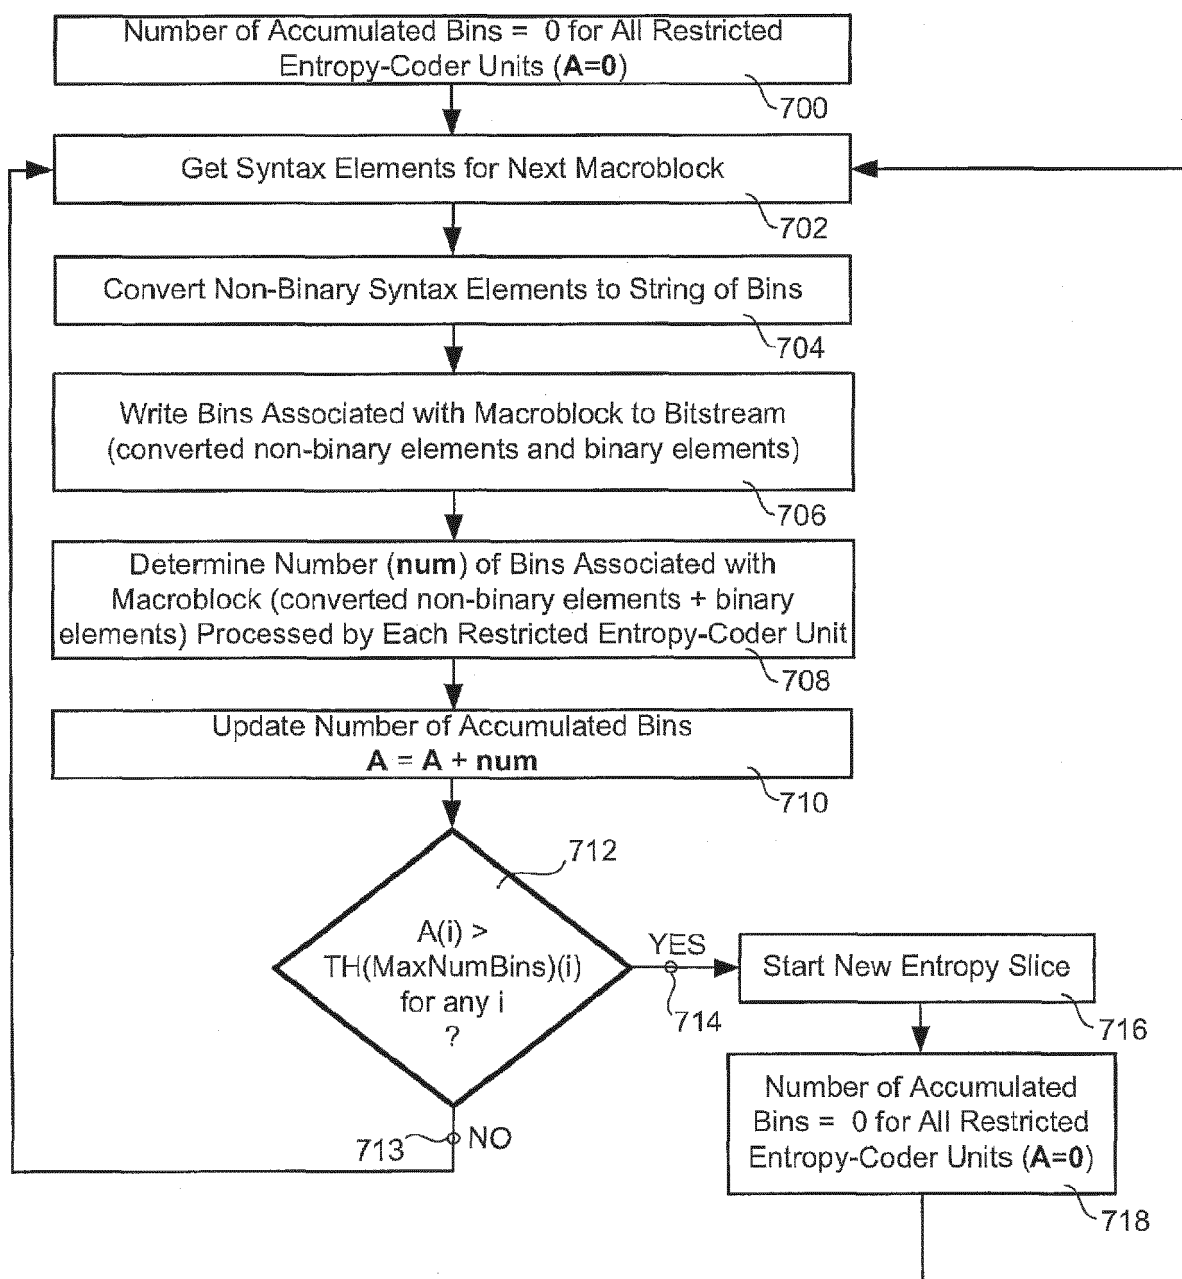 Number of Accumulated Bins = 0 for All Restricted
Entropy-Coder Units (A=0)
700
Get Syntax Elements for Next Macroblock
702
Convert Non-Binary Syntax Elements to String of Bins
704
Write Bins Associated with Macroblock to Bitstream
(converted non-binary elements and binary elements)
706
Determine Number (num) of Bins Associated with
Macroblock (converted non-binary elements + binary
elements) Processed by Each Restricted Entropy-Coder Unit
708
Update Number of Accumulated Bins
A = A + num
710
712
A(i) >
TH(MaxNumBins)(i)
for any i
?
YES
714
Start New Entropy Slice
716
713
NO
Number of Accumulated
Bins = 0 for All Restricted
Entropy-Coder Units (A=0)
718